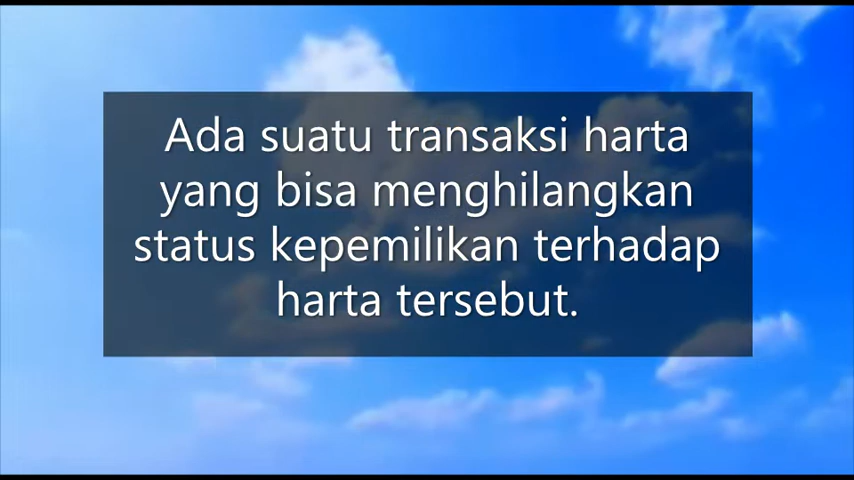 Ada suatu transaksi harta
yang bisa menghilangkan
status kepemilikan terhadap
harta tersebut.